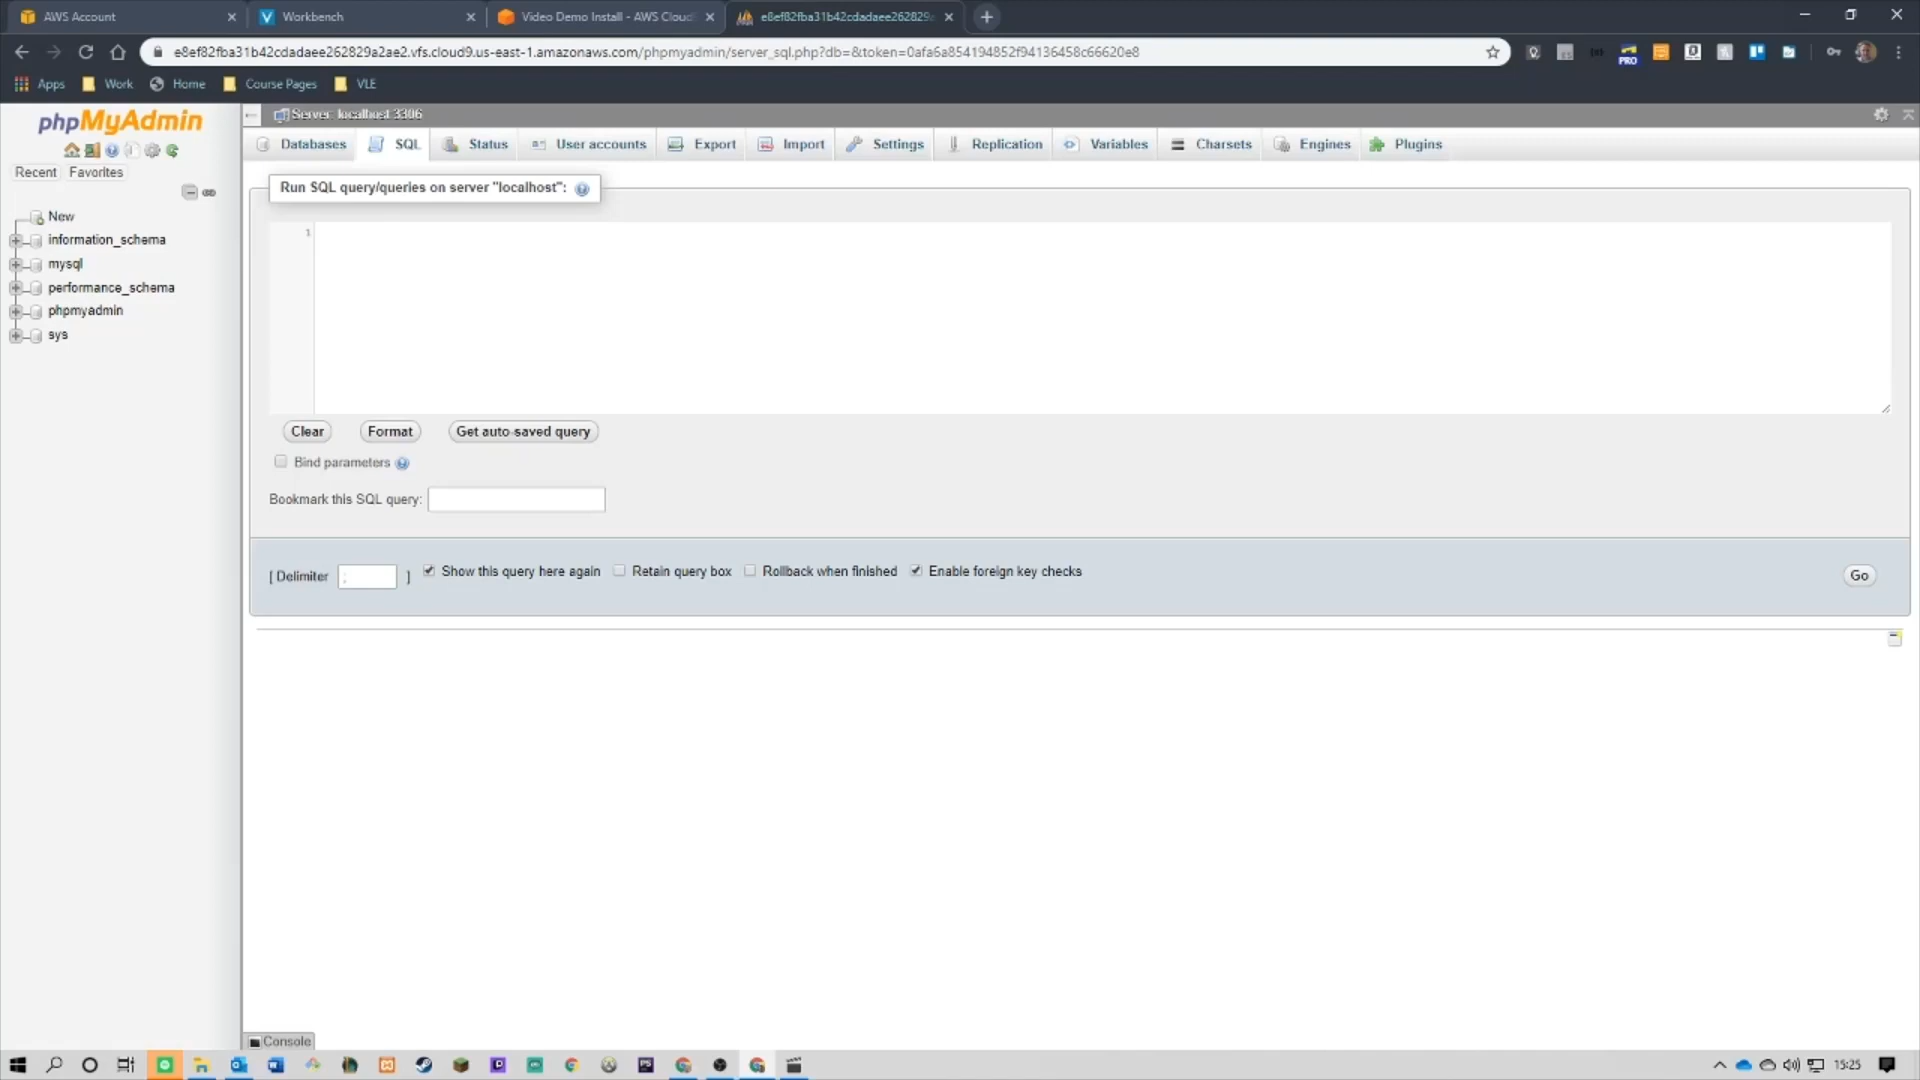 AWS Account
Workbench
Video Demo Install - AWS Cloud
e8ef82fba31b42cdadaee262829
e8ef82fba31b42cdadaee262829a2ae2.vfs.cloud9.us-east-1.amazonaws.com/phpmyadmin/server_sql.php?db=&token=0afa6a854194852f94136458c66620e8
PRO
Apps
Work
Home
Course Pages
VLE
phpMyAdmin
Recent
Favorites
New
information_schema
mysql
performance_schema
phpmyadmin
sys
Server: localhost:3306
Databases
SQL
Status
User accounts
Export
Import
Settings
Replication
Variables
Charsets
Engines
Plugins
Run SQL query/queries on server "localhost":
1
Clear
Format
Get auto-saved query
Bind parameters
Bookmark this SQL query:
[ Delimiter ; ]
Show this query here again
Retain query box
Rollback when finished
Enable foreign key checks
Go
Console
15:25